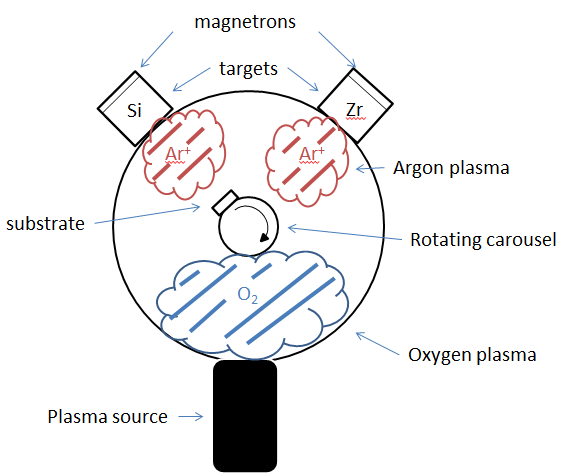 magnetrons
targets
Si
Zr
Ar+
Ar+
Argon plasma
substrate
Rotating carousel
O2
Oxygen plasma
Plasma source